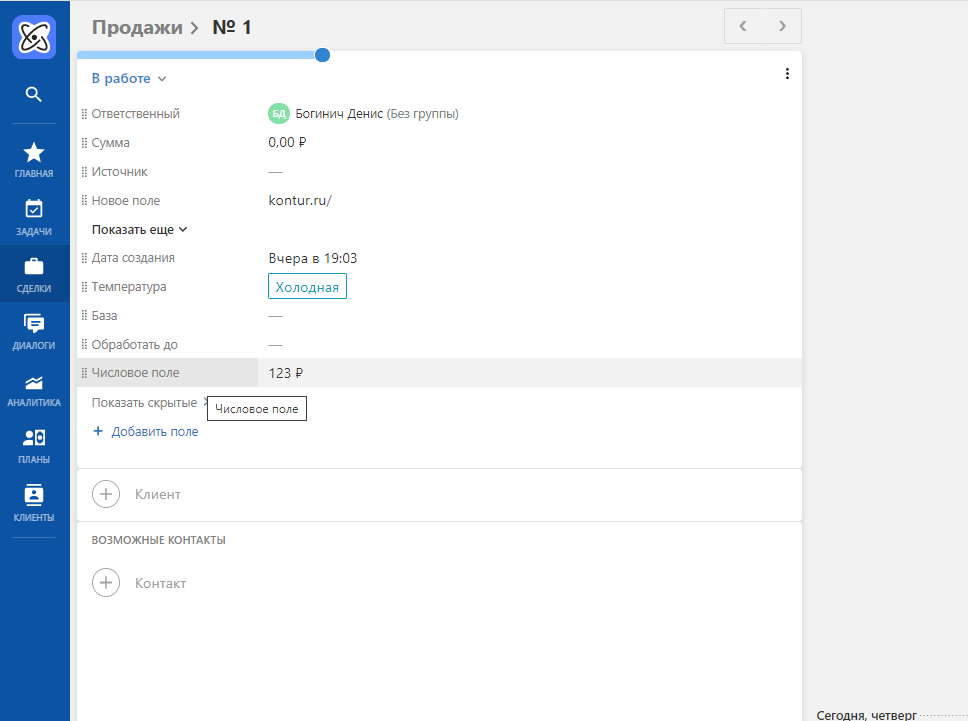 Продажи № 1
В работе
Ответственный БД Богинич Денис (Без группы)
Сумма 0,00 ₽
Источник —
Новое поле kontur.ru/
Показать еще
Дата создания Вчера в 19:03
Температура Холодная
База —
Обработать до —
Числовое поле 123 ₽
Показать скрытые
Числовое поле
+ Добавить поле
Клиент
ВОЗМОЖНЫЕ КОНТАКТЫ
Контакт
ГЛАВНАЯ
ЗАДАЧИ
СДЕЛКИ
ДИАЛОГИ
АНАЛИТИКА
ПЛАНЫ
КЛИЕНТЫ
Сегодня, четверг